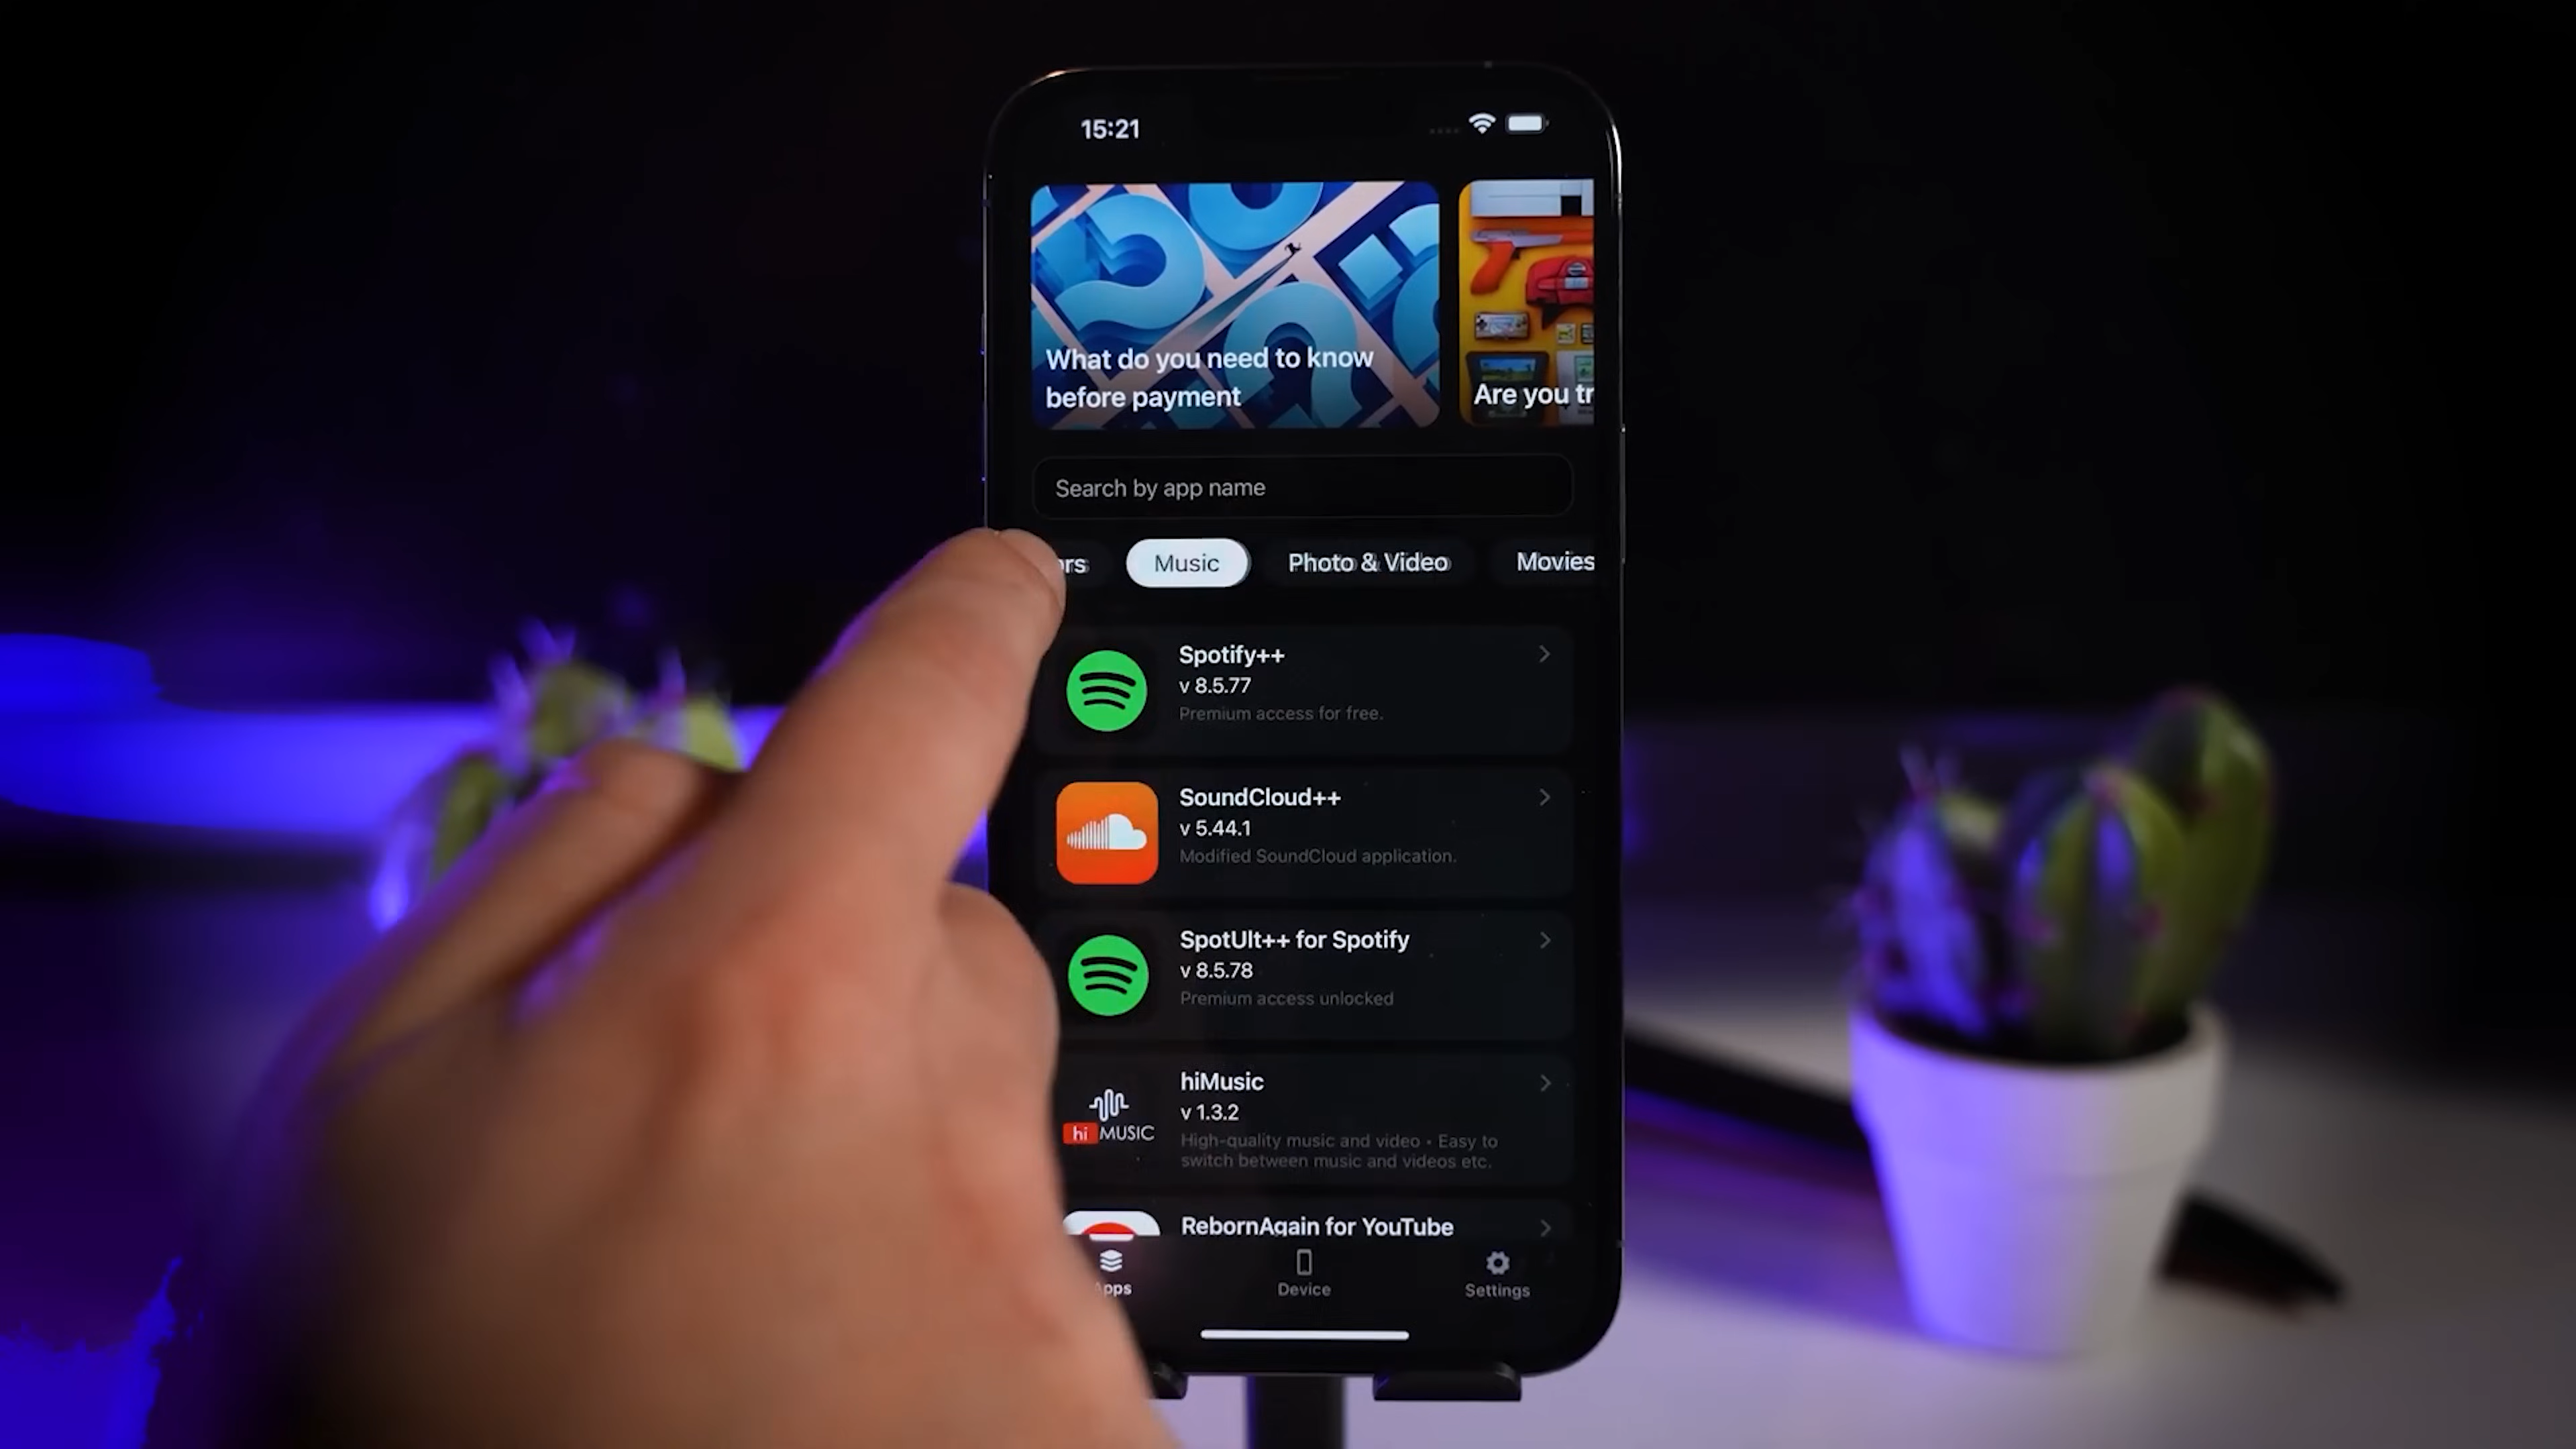 15:21
What do you need to know
before payment
Are you tr
Search by app name
ors
Music
Photo & Video
Movies
Spotify++
v 8.5.77
Premium access for free.
SoundCloud++
v 5.44.1
Modified SoundCloud application.
SpotUlt++ for Spotify
v 8.5.78
Premium access unlocked
hiMusic
v 1.3.2
High-quality music and video • Easy to
switch between music and videos etc.
hi MUSIC
RebornAgain for YouTube
Apps
Device
Settings